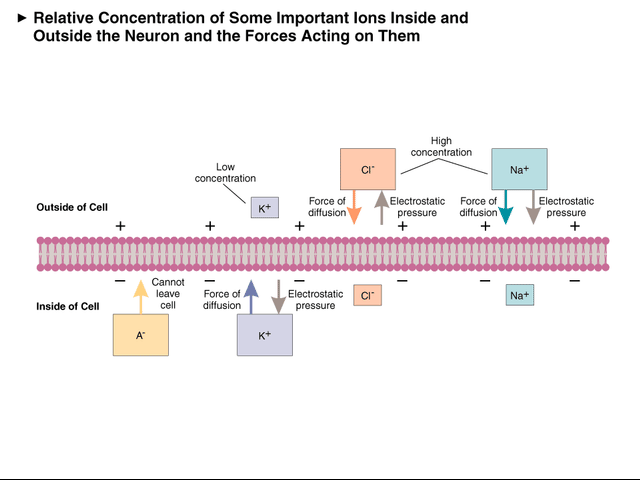 ► Relative Concentration of Some Important Ions Inside and
Outside the Neuron and the Forces Acting on Them
High
concentration
Low
concentration
Cl-
Na+
K+
Force of
diffusion
Electrostatic
pressure
Force of
diffusion
Electrostatic
pressure
Outside of Cell
+ + + + + +
– – – – – –
Cannot
leave
cell
Force of
diffusion
Electrostatic
pressure
Cl-
Na+
Inside of Cell
A-
K+